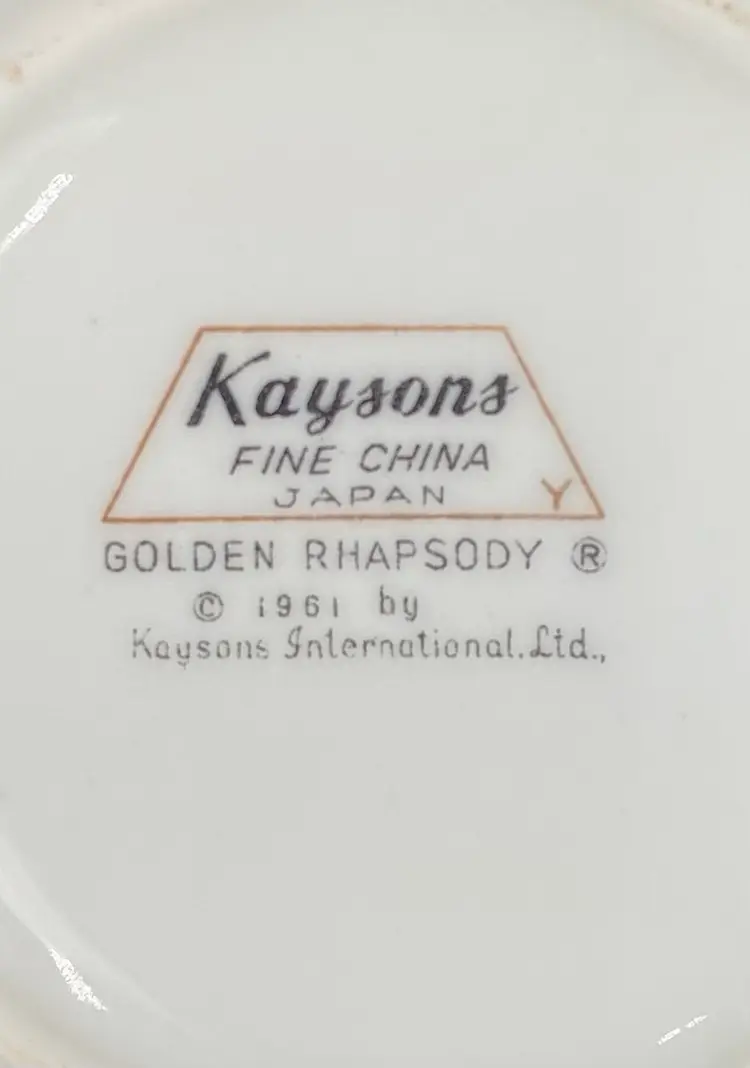 Kaysons
FINE CHINA
JAPAN Y
GOLDEN RHAPSODY ®
© 1961 by
Kaysons International.Ltd.,